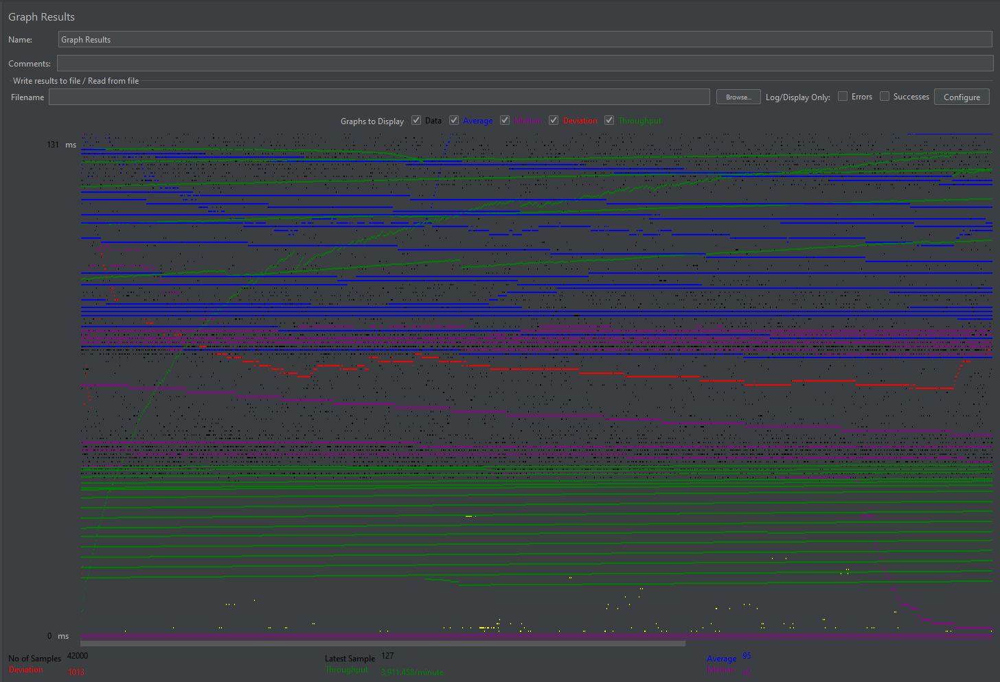 Graph Results
Name: Graph Results
Comments:
Write results to file / Read from file
Filename Browse... Log/Display Only: Errors Successes Configure
Graphs to Display Data Average Median Deviation Throughput
131 ms
0 ms
No of Samples 42000 Latest Sample 127 Average 95
Deviation 1013 Throughput 3,911.458/minute Median